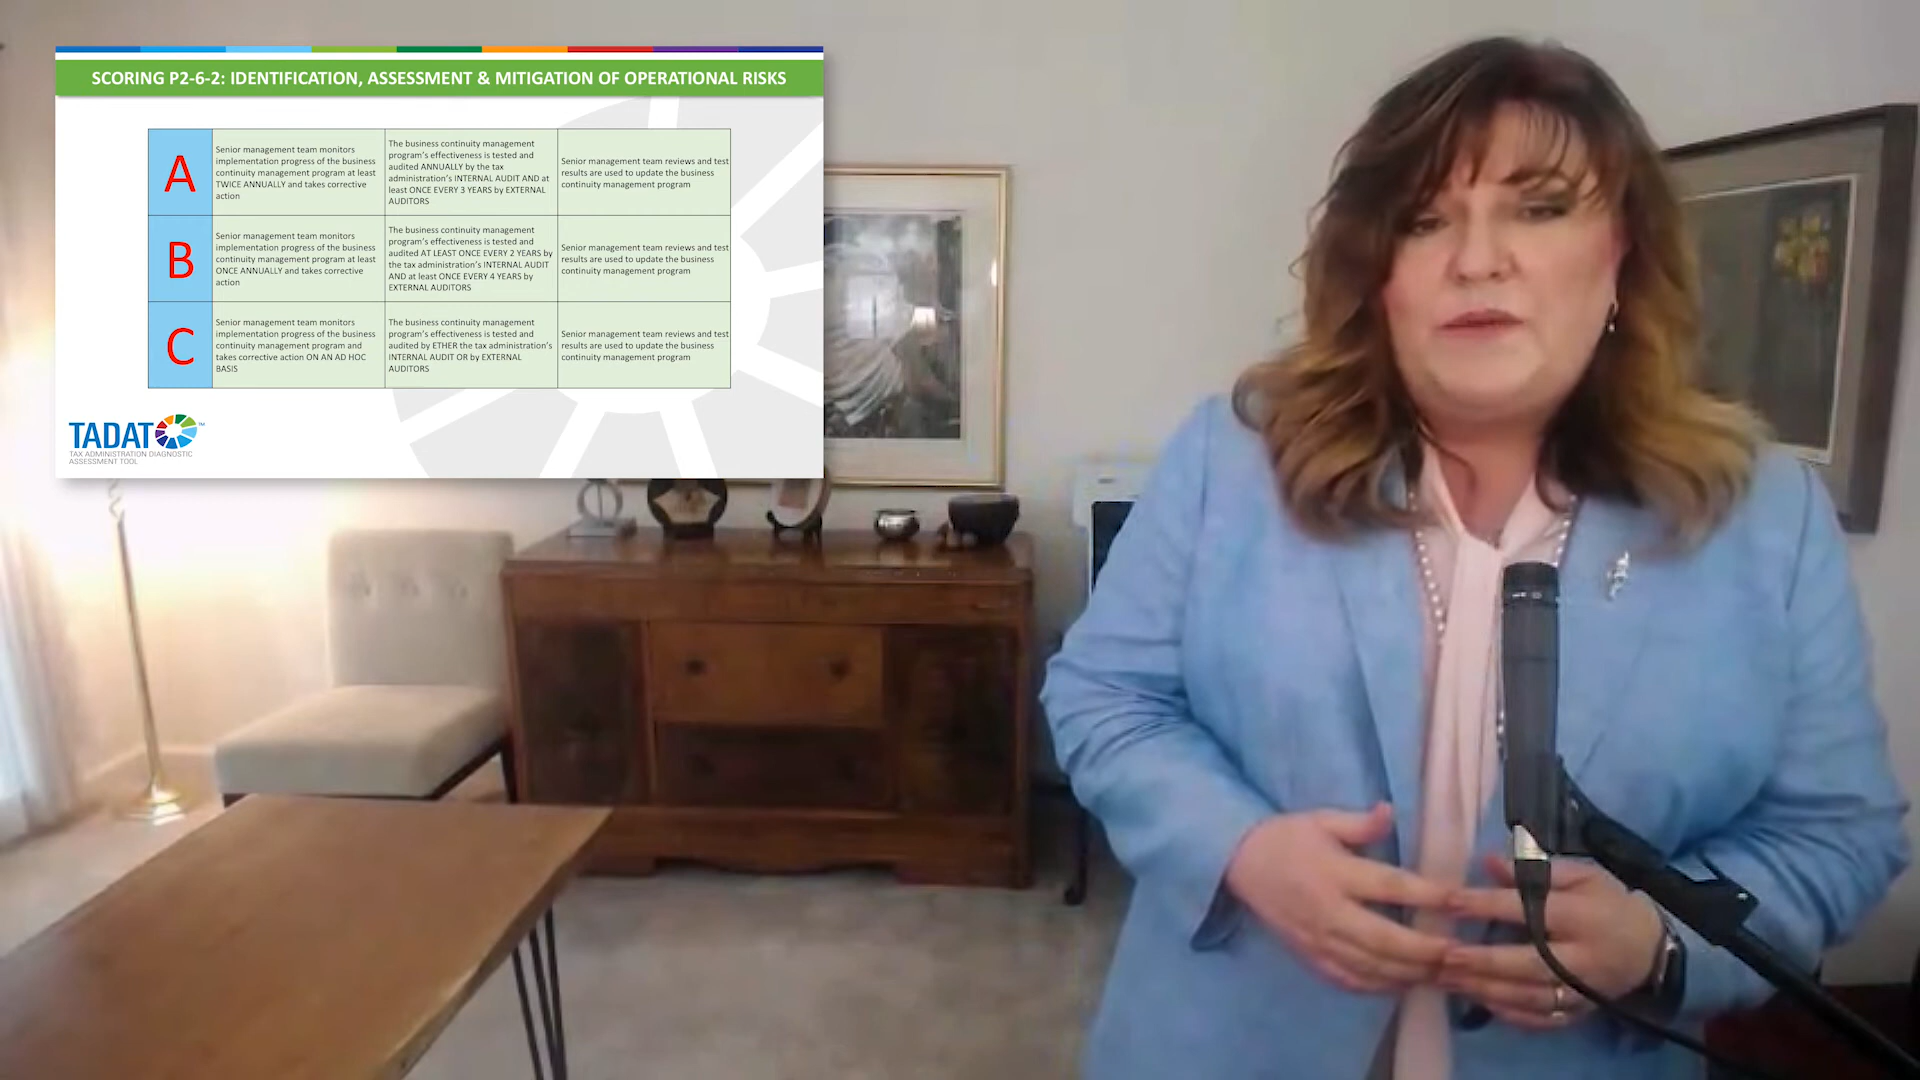 SCORING P2-6-2: IDENTIFICATION, ASSESSMENT & MITIGATION OF OPERATIONAL RISKS
A
Senior management team monitors
implementation progress of the business
continuity management program at least
TWICE ANNUALLY and takes corrective
action
The business continuity management
program's effectiveness is tested and
audited ANNUALLY by the tax
administration's INTERNAL AUDIT AND at
least ONCE EVERY 3 YEARS by EXTERNAL
AUDITORS
Senior management team reviews and test
results are used to update the business
continuity management program
B
Senior management team monitors
implementation progress of the business
continuity management program at least
ONCE ANNUALLY and takes corrective
action
The business continuity management
program's effectiveness is tested and
audited AT LEAST ONCE EVERY 2 YEARS by
the tax administration's INTERNAL AUDIT
AND at least ONCE EVERY 4 YEARS by
EXTERNAL AUDITORS
Senior management team reviews and test
results are used to update the business
continuity management program
C
Senior management team monitors
implementation progress of the business
continuity management program and
takes corrective action ON AN AD HOC
BASIS
The business continuity management
program's effectiveness is tested and
audited by ETHER the tax administration's
INTERNAL AUDIT OR by EXTERNAL
AUDITORS
Senior management team reviews and test
results are used to update the business
continuity management program
TADAT™
TAX ADMINISTRATION DIAGNOSTIC
ASSESSMENT TOOL